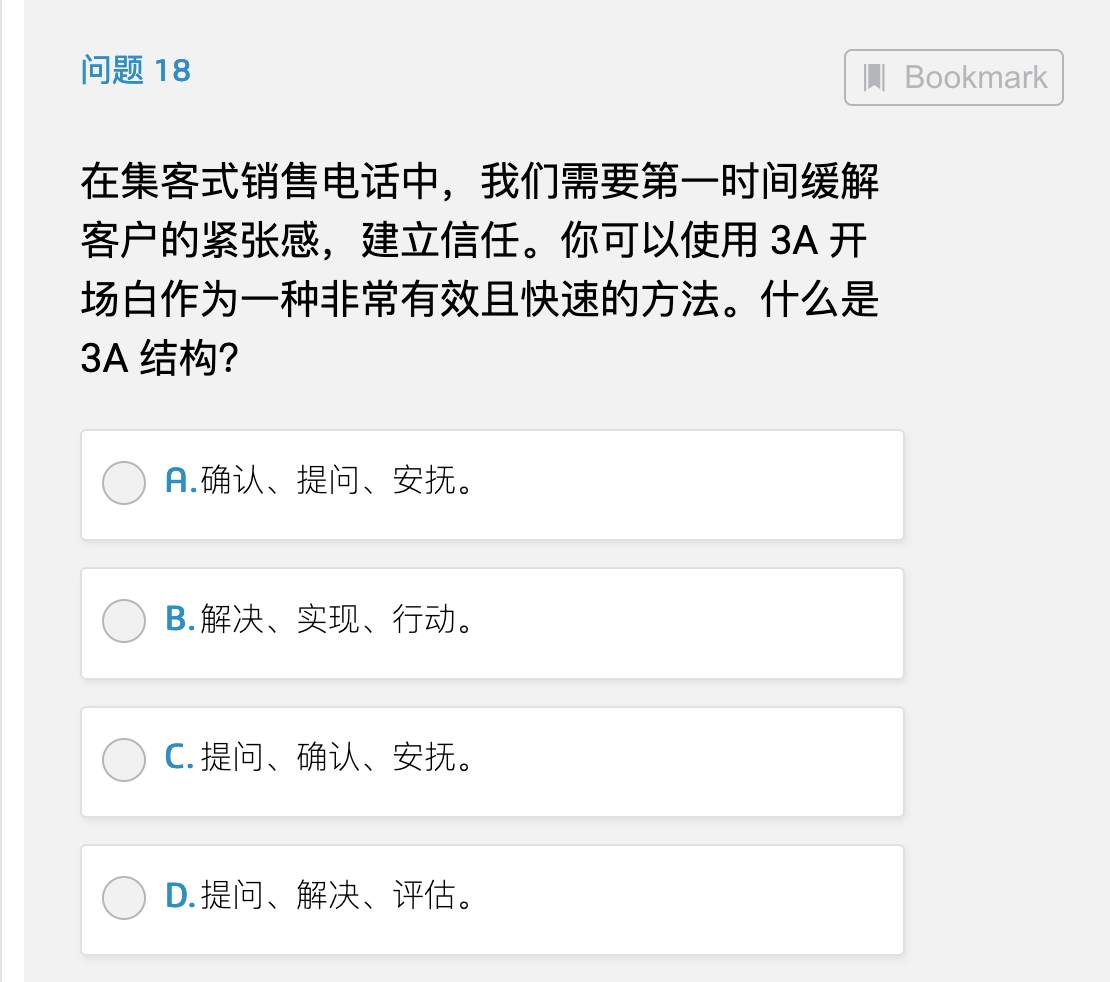 问题 18
Bookmark
在集客式销售电话中，我们需要第一时间缓解
客户的紧张感，建立信任。你可以使用 3A 开
场白作为一种非常有效且快速的方法。什么是
3A 结构?
A.确认、提问、安抚。
B.解决、实现、行动。
C.提问、确认、安抚。
D.提问、解决、评估。